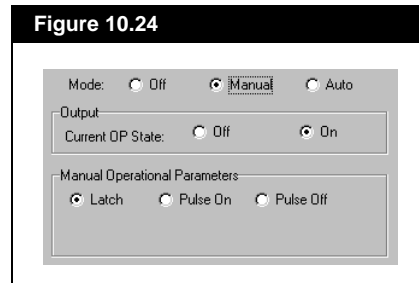 Figure 10.24
Mode: Off Manual Auto
Output
Current OP State: Off On
Manual Operational Parameters
Latch Pulse On Pulse Off